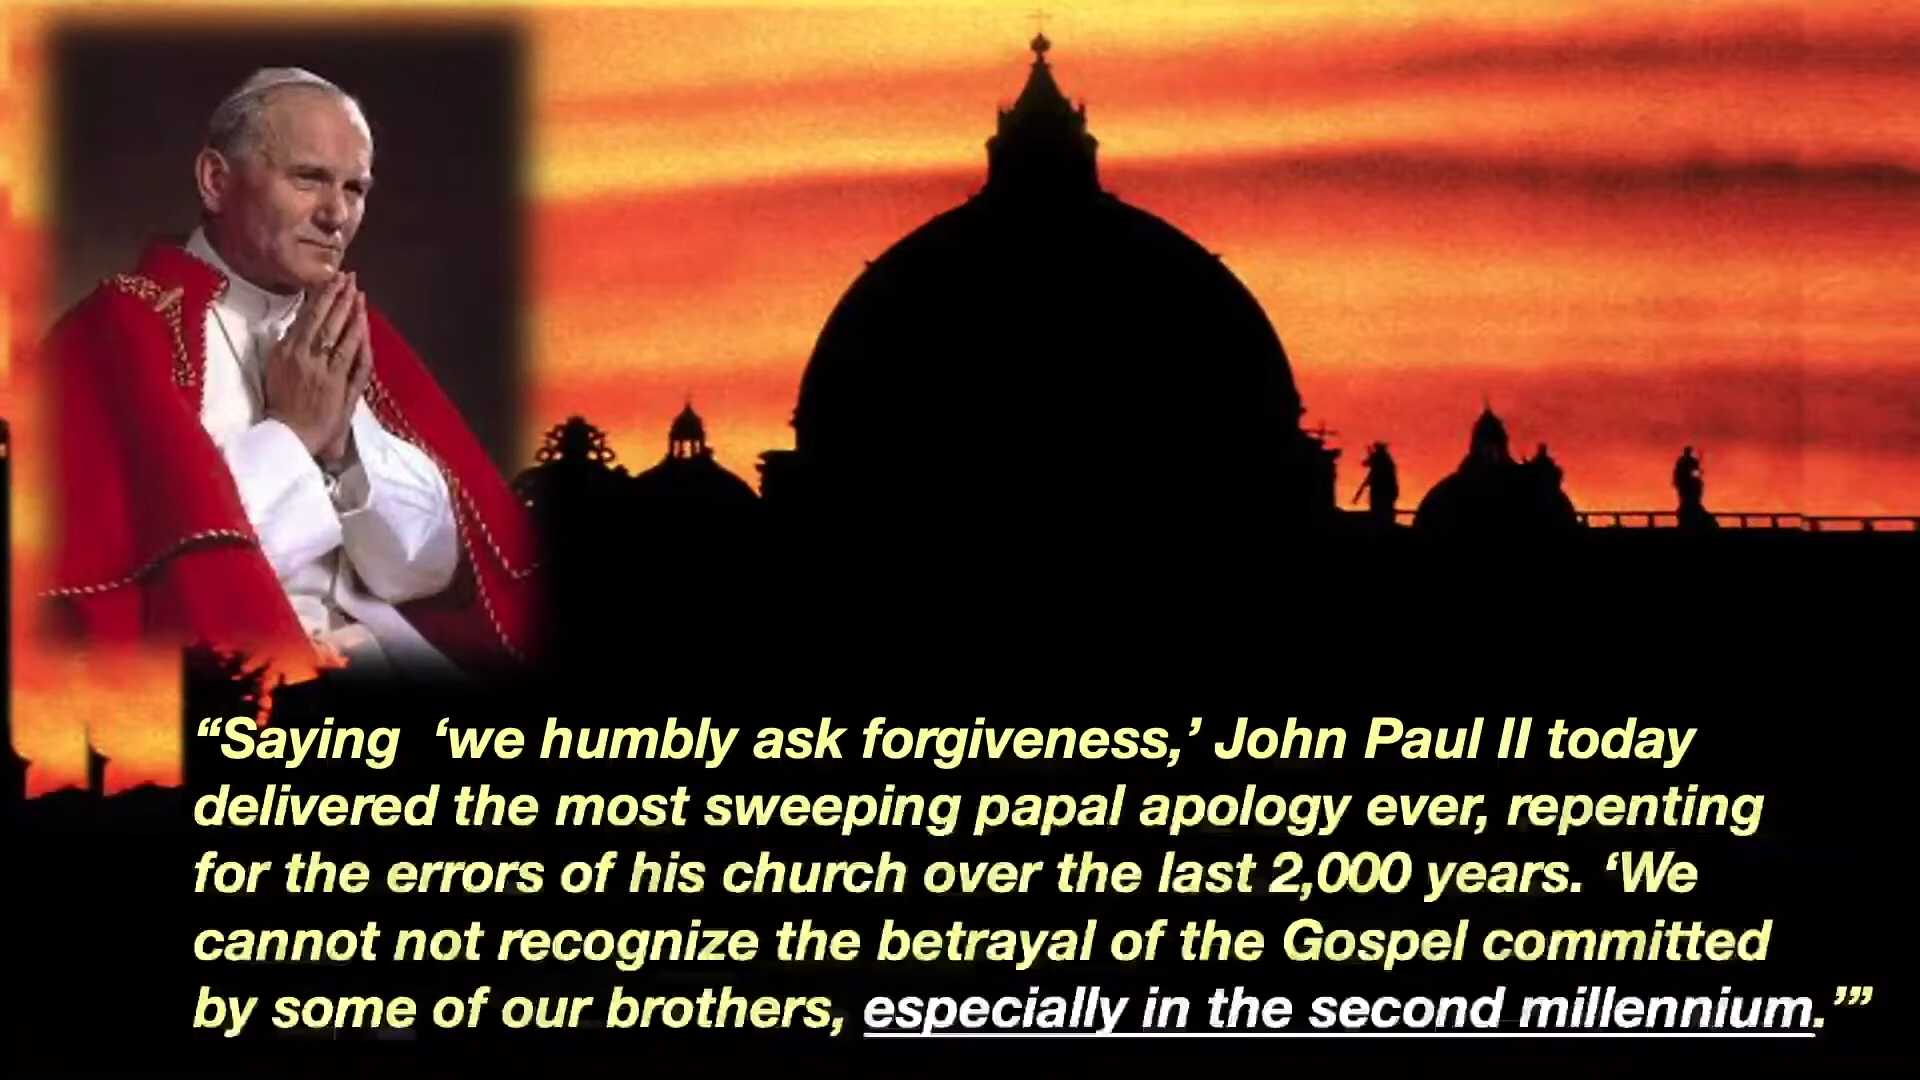 “Saying ‘we humbly ask forgiveness,’ John Paul II today
delivered the most sweeping papal apology ever, repenting
for the errors of his church over the last 2,000 years. ‘We
cannot not recognize the betrayal of the Gospel committed
by some of our brothers, especially in the second millennium.’”